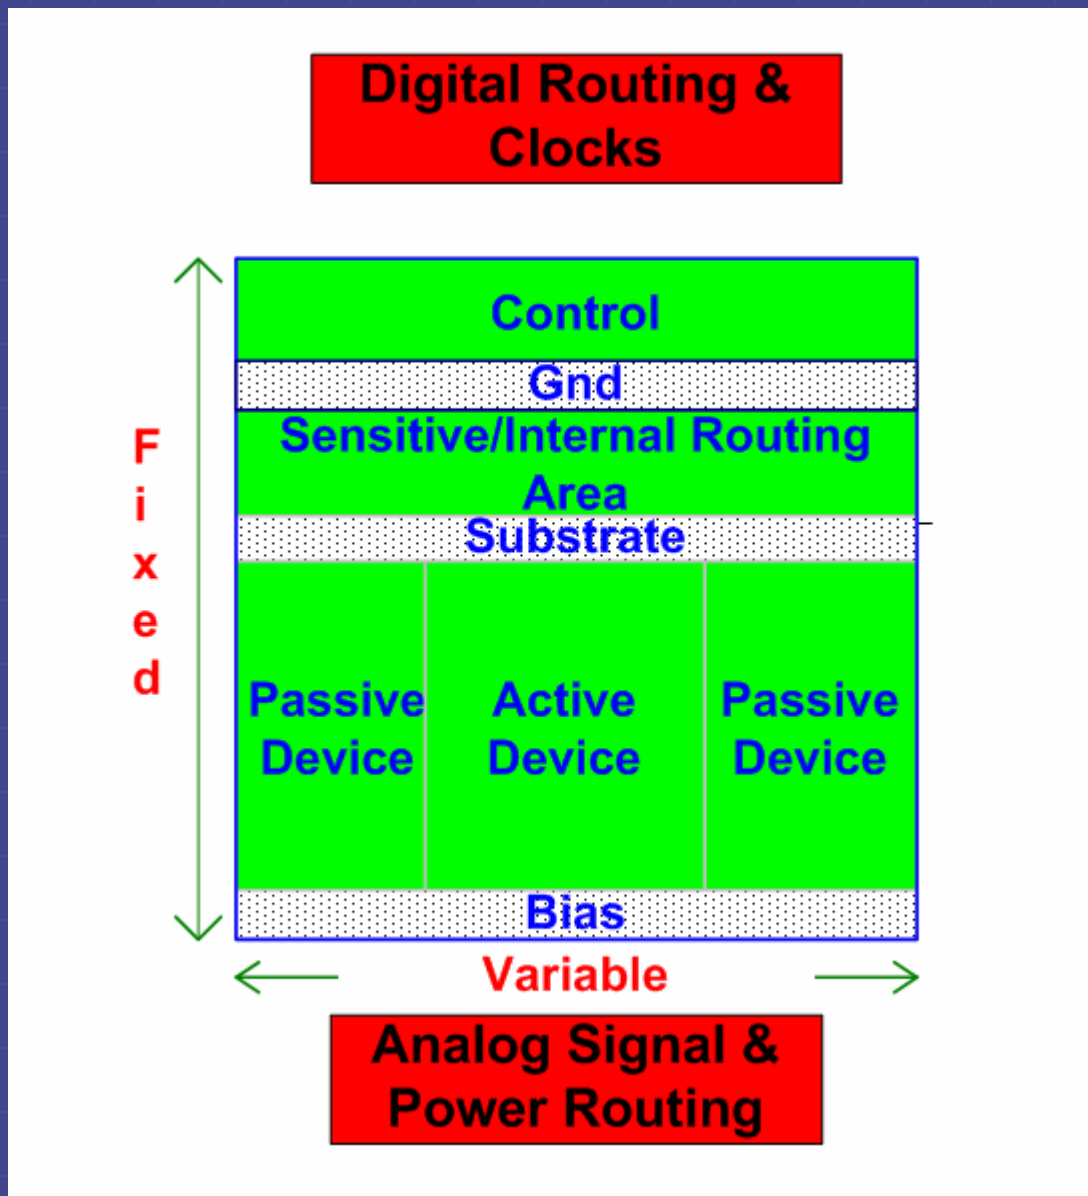 Digital Routing &
Clocks
Control
Gnd
Sensitive/Internal Routing
Area
Substrate
Fixed
Passive
Device
Active
Device
Passive
Device
Bias
Variable
Analog Signal &
Power Routing